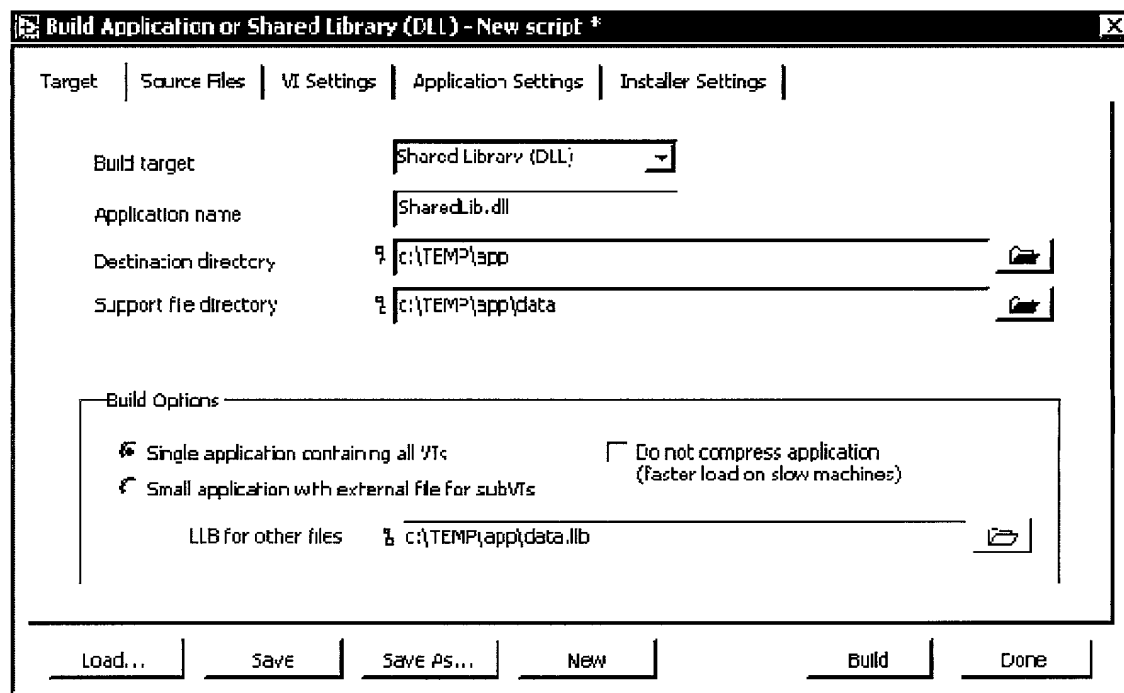 Build Application or Shared Library (DLL) - New script *
Target Source Files VI Settings Application Settings Installer Settings
Build target Shared Library (DLL)
Application name SharedLib.dll
Destination directory c:\TEMP\app
Support file directory c:\TEMP\app\data
Build Options
Single application containing all VIs
Do not compress application
(faster load on slow machines)
Small application with external file for subVIs
LLB for other files c:\TEMP\app\data.llb
Load... Save Save As... New Build Done